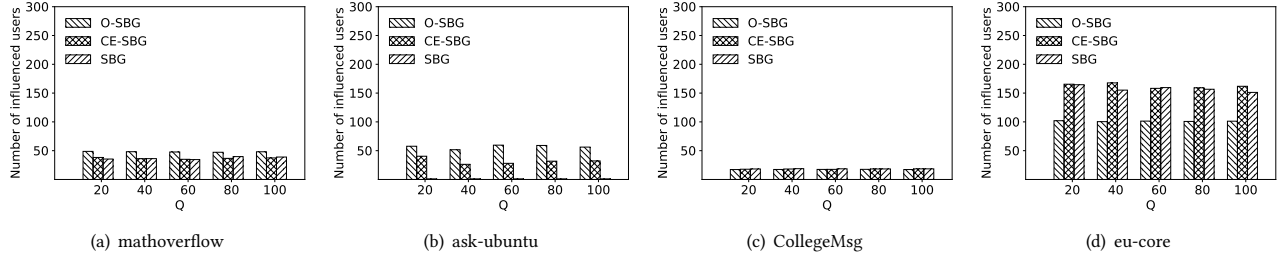 Number of influenced users
300
250
200
150
100
50
O-SBG
CE-SBG
SBG
20 40 60 80 100
Q
(a) mathoverflow
Number of influenced users
300
250
200
150
100
50
O-SBG
CE-SBG
SBG
20 40 60 80 100
Q
(b) ask-ubuntu
Number of influenced users
300
250
200
150
100
50
O-SBG
CE-SBG
SBG
20 40 60 80 100
Q
(c) CollegeMsg
Number of influenced users
300
250
200
150
100
50
O-SBG
CE-SBG
SBG
20 40 60 80 100
Q
(d) eu-core